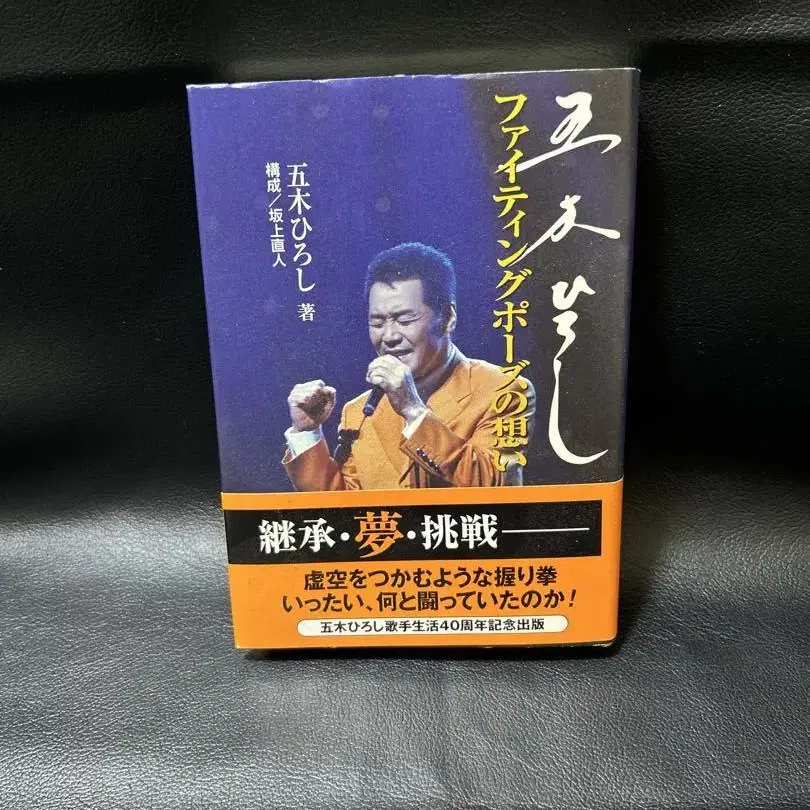 五木ひろし
ファイティングポーズの想い
五木ひろし 著
構成/坂上直人
継承・夢・挑戦――
虚空をつかむような握り拳
いったい、何と闘っていたのか!
五木ひろし歌手生活40周年記念出版